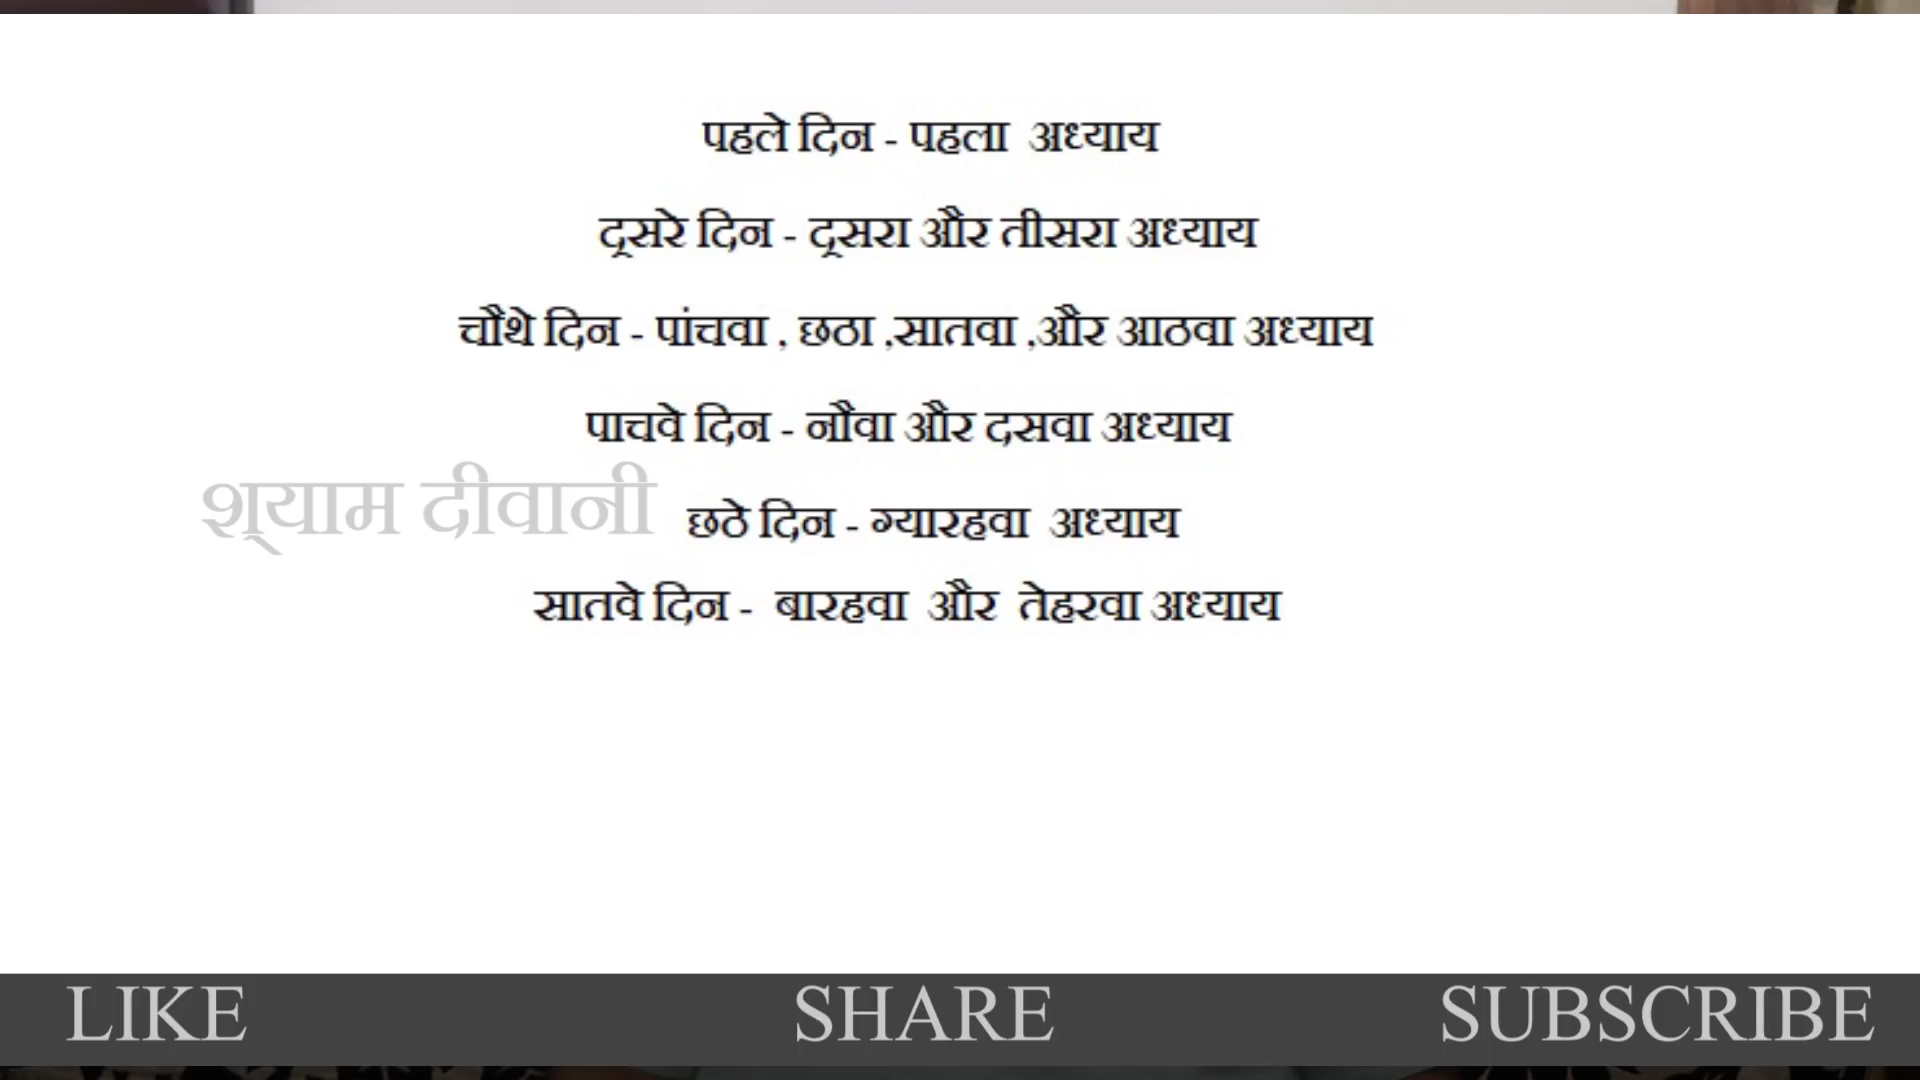 पहले दिन - पहला अध्याय
दूसरे दिन - दूसरा और तीसरा अध्याय
चौथे दिन - पांचवा , छठा ,सातवा ,और आठवा अध्याय
पाचवे दिन - नौवा और दसवा अध्याय
श्याम दीवानी
छठे दिन - ग्यारहवा अध्याय
सातवे दिन - बारहवा और तेहरवा अध्याय
LIKE SHARE SUBSCRIBE